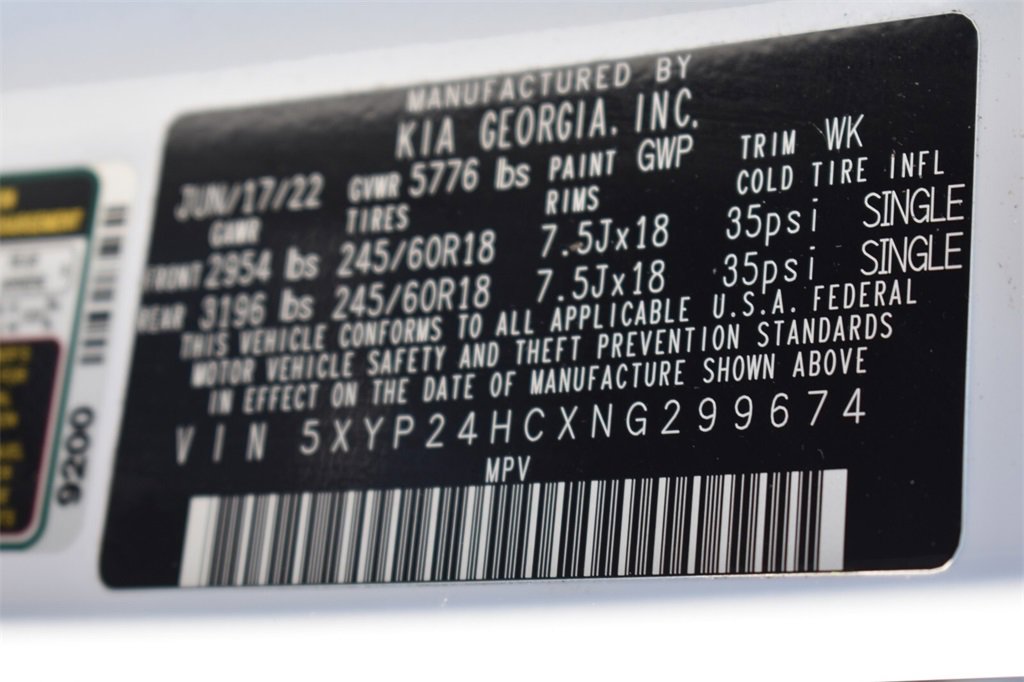 MANUFACTURED BY
KIA GEORGIA, INC.
JUN/17/22 GVWR 5776 lbs PAINT GWP TRIM WK
GAWR TIRES RIMS COLD TIRE INFL
FRONT 2954 lbs 245/60R18 7.5Jx18 35psi SINGLE
REAR 3196 lbs 245/60R18 7.5Jx18 35psi SINGLE
THIS VEHICLE CONFORMS TO ALL APPLICABLE U.S.A. FEDERAL
MOTOR VEHICLE SAFETY AND THEFT PREVENTION STANDARDS
IN EFFECT ON THE DATE OF MANUFACTURE SHOWN ABOVE
VIN 5XYP24HCXNG299674
MPV
9200